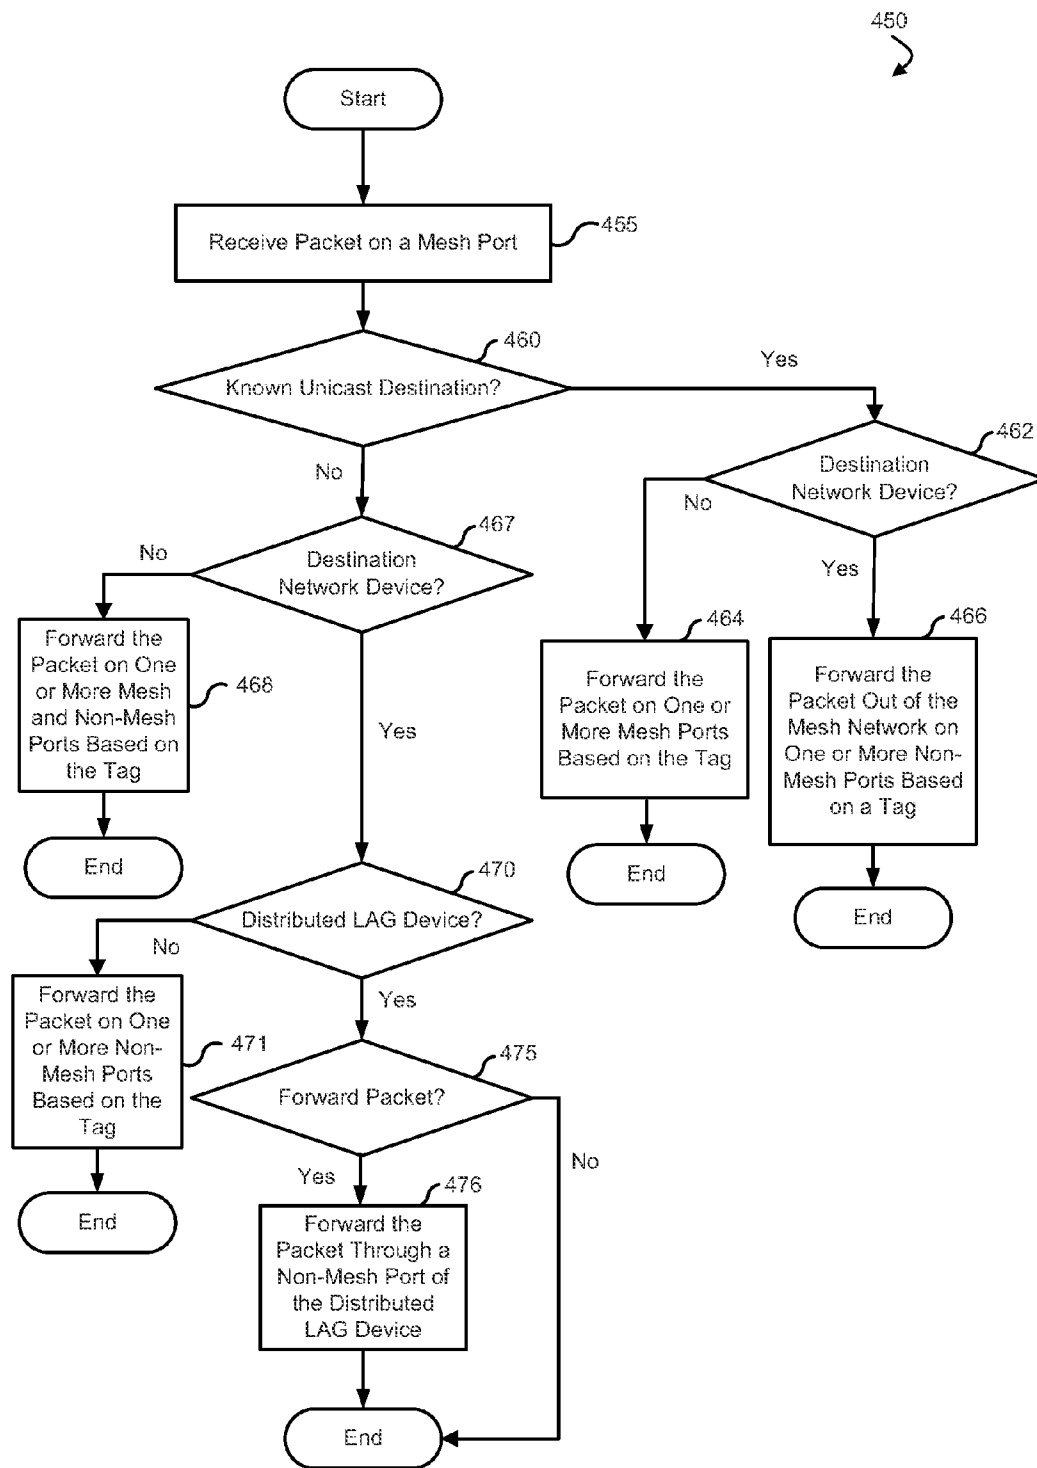 450
Start
Receive Packet on a Mesh Port
455
460
Known Unicast Destination?
Yes
No
462
Destination
Network Device?
No
Yes
467
Destination
Network Device?
No
Yes
Forward the
Packet on One
or More Mesh
and Non-Mesh
Ports Based on
the Tag
468
End
464
Forward the
Packet on One or
More Mesh Ports
Based on the Tag
End
466
Forward the
Packet Out of the
Mesh Network on
One or More Non-
Mesh Ports Based
on a Tag
End
470
Distributed LAG Device?
No
Yes
Forward the
Packet on One
or More Non-
Mesh Ports
Based on the
Tag
471
End
475
Forward Packet?
Yes
No
476
Forward the
Packet Through a
Non-Mesh Port of
the Distributed
LAG Device
End